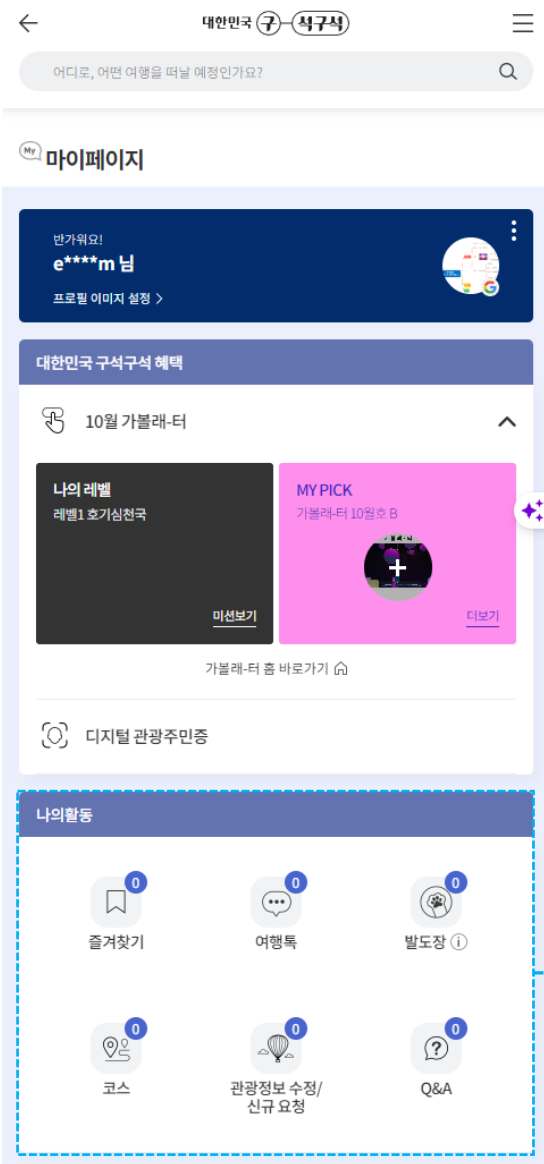 대한민국 구석구석
어디로, 어떤 여행을 떠날 예정인가요?
My 마이페이지
반가워요!
e****m 님
프로필 이미지 설정 >
대한민국 구석구석 혜택
10월 가볼래-터
나의 레벨
레벨1 호기심천국
미션보기
MY PICK
가볼래-터 10월호 B
더보기
가볼래-터 홈 바로가기
디지털 관광주민증
나의활동
0 0 0
즐겨찾기 여행톡 발도장 i
0 0 0
코스 관광정보 수정/ Q&A
신규 요청